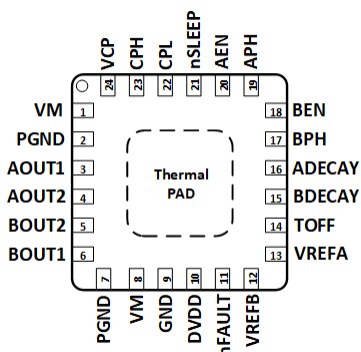 VCP
CPH
CPL
nSLEEP
AEN
APH
24
23
22
21
20
19
VM 1
PGND 2
AOUT1 3
AOUT2 4
BOUT2 5
BOUT1 6
Thermal
PAD
18 BEN
17 BPH
16 ADECAY
15 BDECAY
14 TOFF
13 VREFA
7
8
9
10
11
12
PGND
VM
GND
DVDD
nFAULT
VREFB